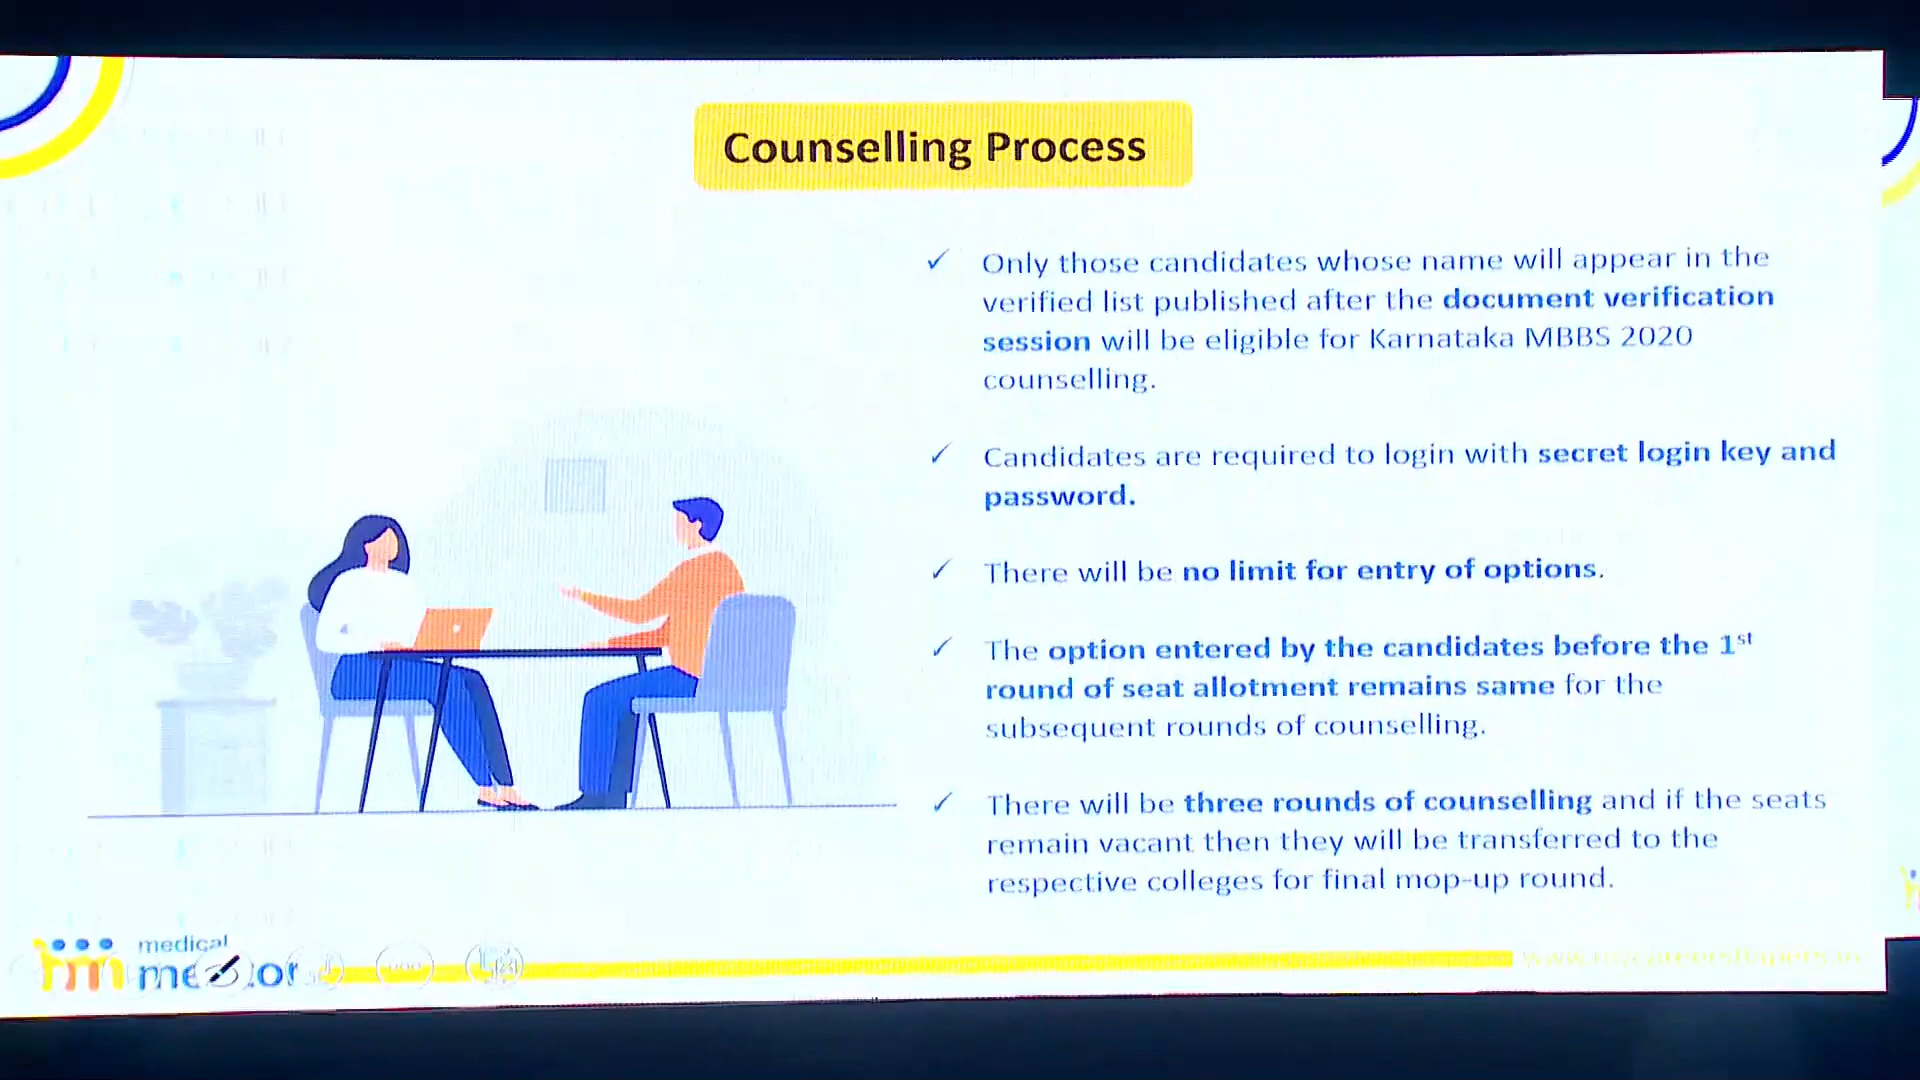 Counselling Process
✓ Only those candidates whose name will appear in the
verified list published after the document verification
session will be eligible for Karnataka MBBS 2020
counselling.
✓ Candidates are required to login with secret login key and
password.
✓ There will be no limit for entry of options.
✓ The option entered by the candidates before the 1st
round of seat allotment remains same for the
subsequent rounds of counselling.
✓ There will be three rounds of counselling and if the seats
remain vacant then they will be transferred to the
respective colleges for final mop-up round.
medical